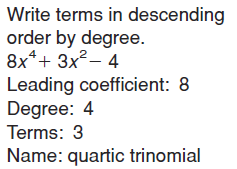 Write terms in descending
order by degree.
8x⁴ + 3x² – 4
Leading coefficient: 8
Degree: 4
Terms: 3
Name: quartic trinomial